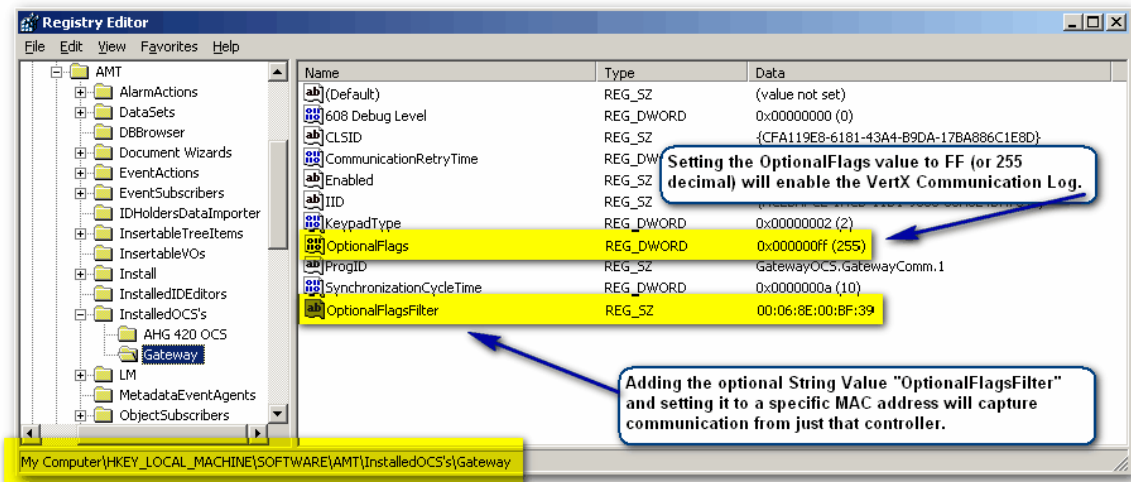 Registry Editor
File Edit View Favorites Help
AMT
AlarmActions
DataSets
DBBrowser
Document Wizards
EventActions
EventSubscribers
IDHoldersDataImporter
InsertableTreeItems
InsertableVOs
Install
InstalledIDEditors
InstalledOCS's
AHG 420 OCS
Gateway
LM
MetadataEventAgents
ObjectSubscribers
Name Type Data
(Default) REG_SZ (value not set)
608 Debug Level REG_DWORD 0x00000000 (0)
CLSID REG_SZ {CFA119E8-6181-43A4-B9DA-17BA886C1E8D}
CommunicationRetryTime
Enabled REG_SZ
IID REG_SZ
KeypadType REG_DWORD 0x00000002 (2)
OptionalFlags REG_DWORD 0x000000ff (255)
ProgID REG_SZ GatewayOCS.GatewayComm.1
SynchronizationCycleTime REG_DWORD 0x0000000a (10)
OptionalFlagsFilter REG_SZ 00:06:8E:00:BF:39
Setting the OptionalFlags value to FF (or 255
decimal) will enable the VertX Communication Log.
Adding the optional String Value "OptionalFlagsFilter"
and setting it to a specific MAC address will capture
communication from just that controller.
My Computer\HKEY_LOCAL_MACHINE\SOFTWARE\AMT\InstalledOCS's\Gateway